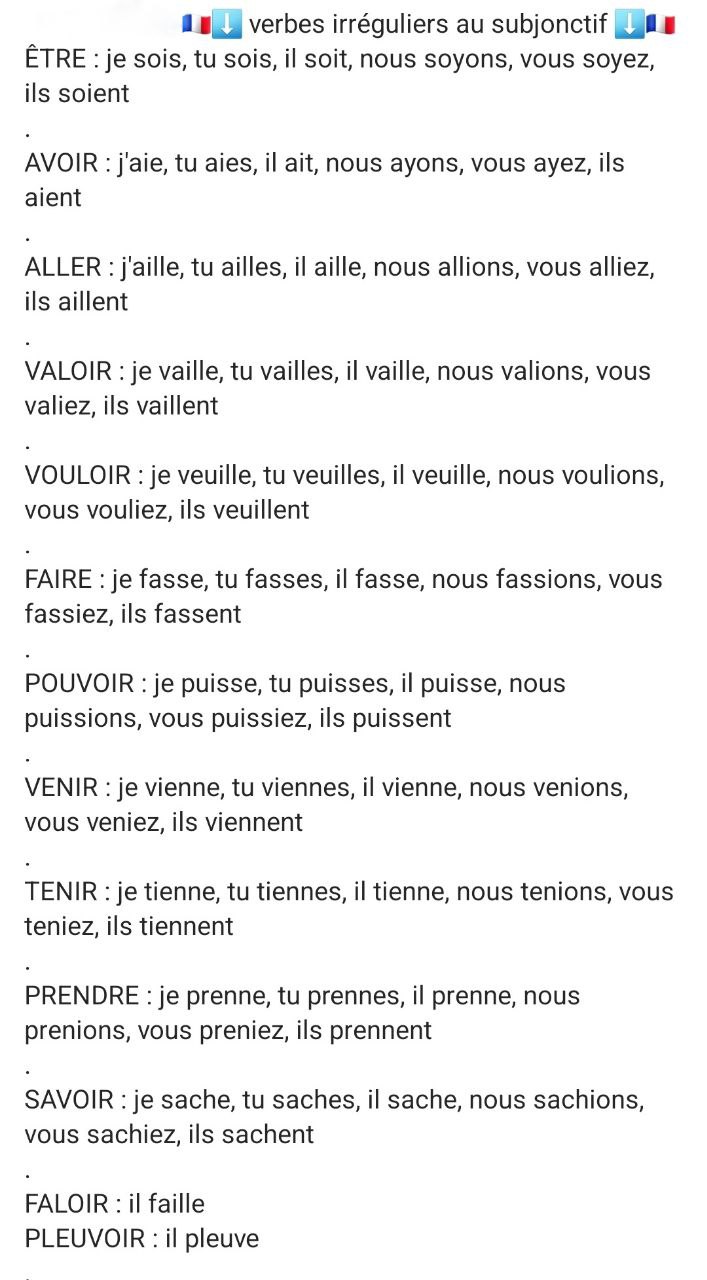 🇫🇷⬇️ verbes irréguliers au subjonctif ⬇️🇫🇷
ÊTRE : je sois, tu sois, il soit, nous soyons, vous soyez,
ils soient
.
AVOIR : j'aie, tu aies, il ait, nous ayons, vous ayez, ils
aient
.
ALLER : j'aille, tu ailles, il aille, nous allions, vous alliez,
ils aillent
.
VALOIR : je vaille, tu vailles, il vaille, nous valions, vous
valiez, ils vaillent
.
VOULOIR : je veuille, tu veuilles, il veuille, nous voulions,
vous vouliez, ils veuillent
.
FAIRE : je fasse, tu fasses, il fasse, nous fassions, vous
fassiez, ils fassent
.
POUVOIR : je puisse, tu puisses, il puisse, nous
puissions, vous puissiez, ils puissent
.
VENIR : je vienne, tu viennes, il vienne, nous venions,
vous veniez, ils viennent
.
TENIR : je tienne, tu tiennes, il tienne, nous tenions, vous
teniez, ils tiennent
.
PRENDRE : je prenne, tu prennes, il prenne, nous
prenions, vous preniez, ils prennent
.
SAVOIR : je sache, tu saches, il sache, nous sachions,
vous sachiez, ils sachent
.
FALOIR : il faille
PLEUVOIR : il pleuve
.